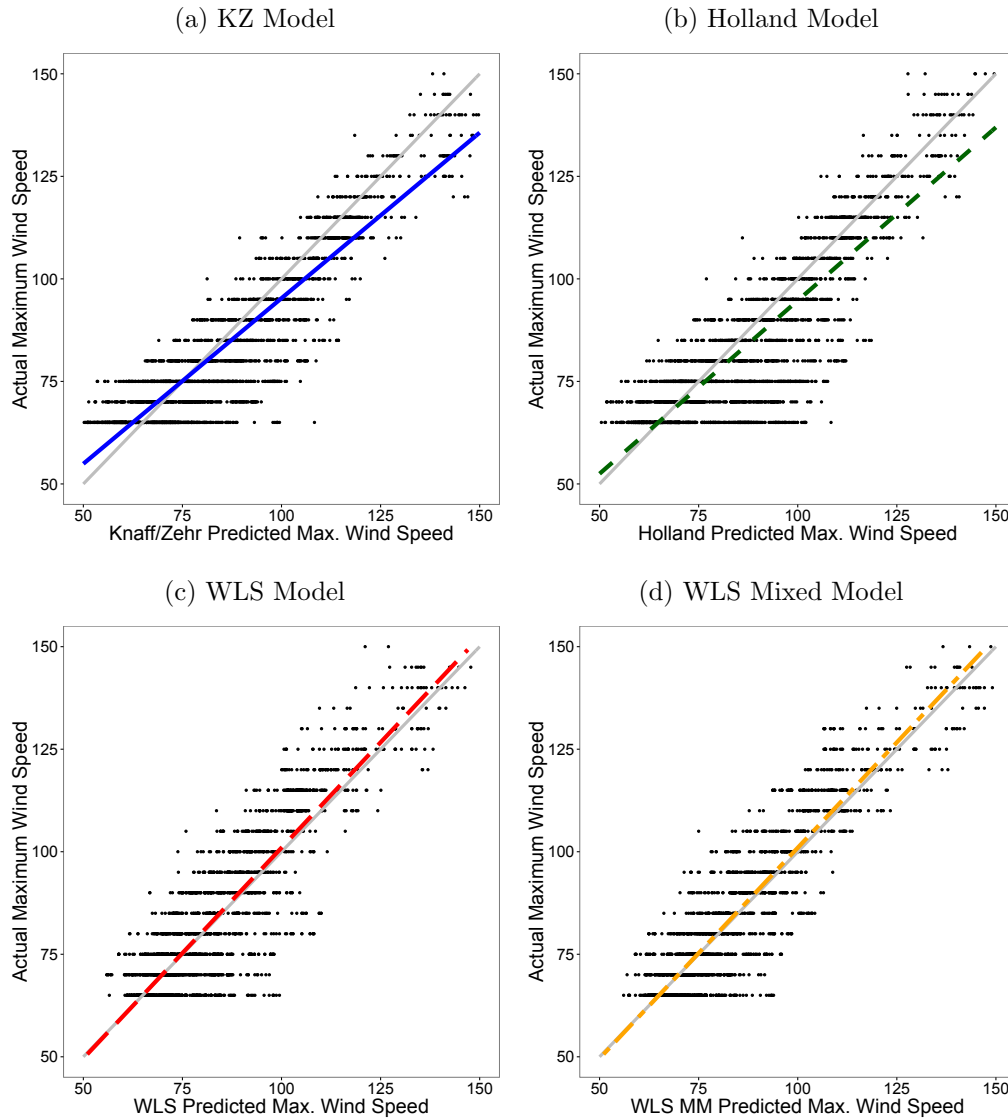 (a) KZ Model
(b) Holland Model
150
125
100
75
50
Actual Maximum Wind Speed
50 75 100 125 150
Knaff/Zehr Predicted Max. Wind Speed
150
125
100
75
50
Actual Maximum Wind Speed
50 75 100 125 150
Holland Predicted Max. Wind Speed
(c) WLS Model
(d) WLS Mixed Model
150
125
100
75
50
Actual Maximum Wind Speed
50 75 100 125 150
WLS Predicted Max. Wind Speed
150
125
100
75
50
Actual Maximum Wind Speed
50 75 100 125 150
WLS MM Predicted Max. Wind Speed